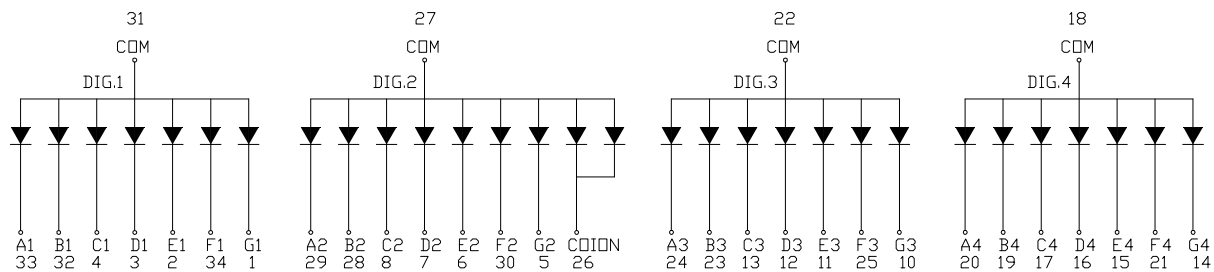 31 27 22 18
COM COM COM COM
DIG.1 DIG.2 DIG.3 DIG.4
A1 B1 C1 D1 E1 F1 G1 A2 B2 C2 D2 E2 F2 G2 COION A3 B3 C3 D3 E3 F3 G3 A4 B4 C4 D4 E4 F4 G4
33 32 4 3 2 34 1 29 28 8 7 6 30 5 26 24 23 13 12 11 25 10 20 19 17 16 15 21 14